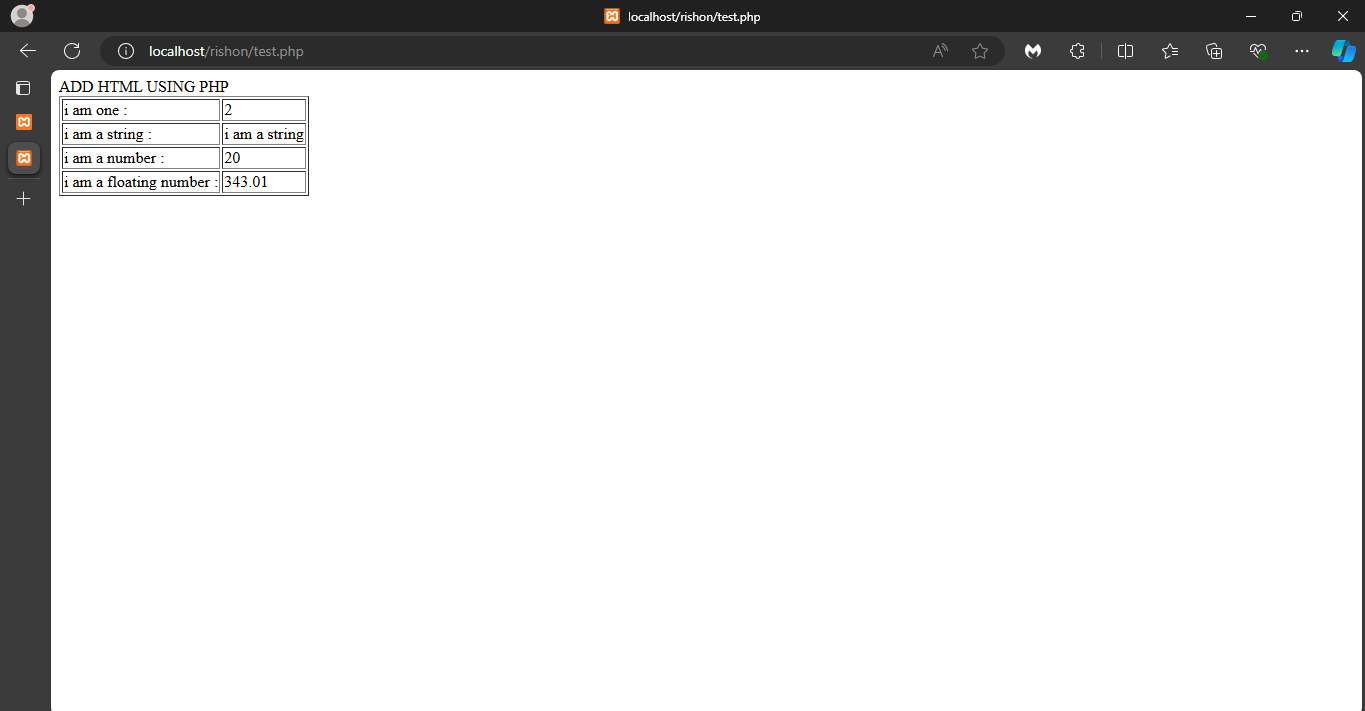 localhost/rishon/test.php
localhost/rishon/test.php
ADD HTML USING PHP
i am one : 2
i am a string : i am a string
i am a number : 20
i am a floating number : 343.01